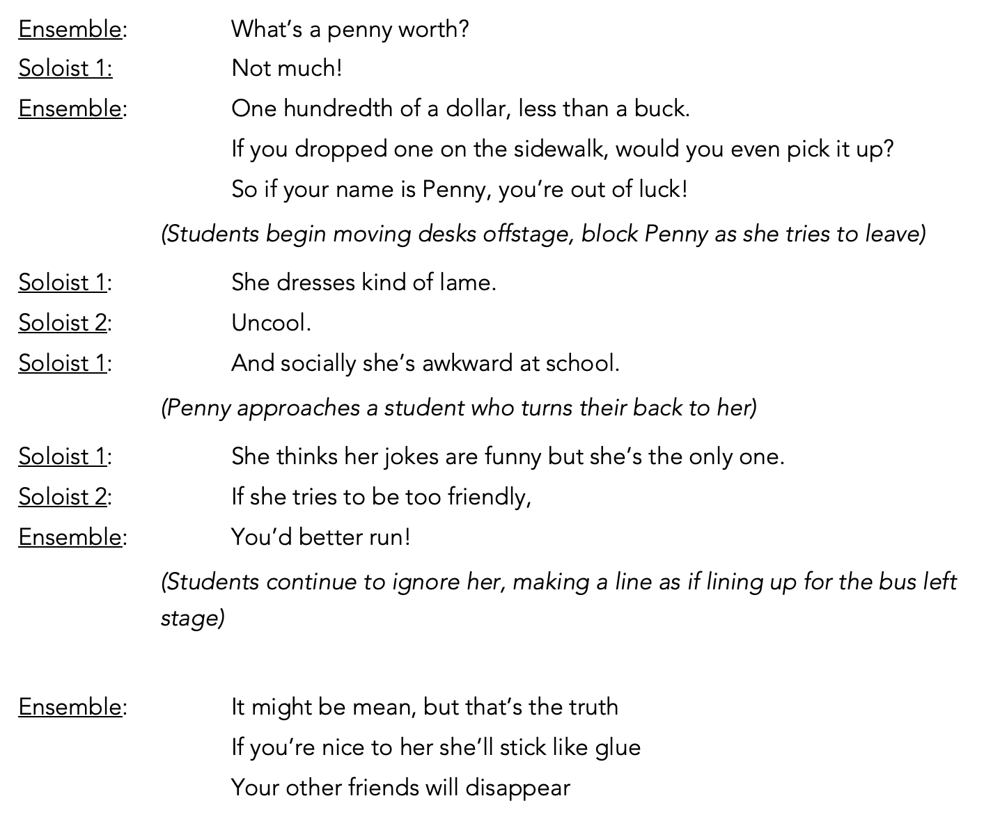 Ensemble: What’s a penny worth?
Soloist 1: Not much!
Ensemble: One hundredth of a dollar, less than a buck.
If you dropped one on the sidewalk, would you even pick it up?
So if your name is Penny, you’re out of luck!
(Students begin moving desks offstage, block Penny as she tries to leave)
Soloist 1: She dresses kind of lame.
Soloist 2: Uncool.
Soloist 1: And socially she’s awkward at school.
(Penny approaches a student who turns their back to her)
Soloist 1: She thinks her jokes are funny but she’s the only one.
Soloist 2: If she tries to be too friendly,
Ensemble: You’d better run!
(Students continue to ignore her, making a line as if lining up for the bus left
stage)
Ensemble: It might be mean, but that’s the truth
If you’re nice to her she’ll stick like glue
Your other friends will disappear